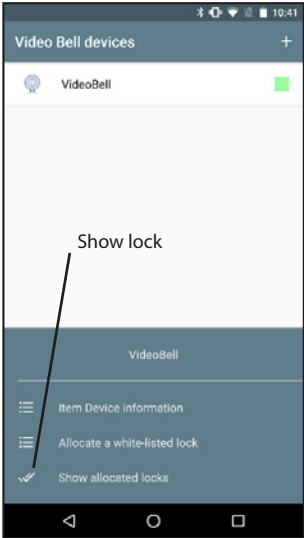 10:41
Video Bell devices +
VideoBell
Show lock
VideoBell
Item Device information
Allocate a white-listed lock
Show allocated locks